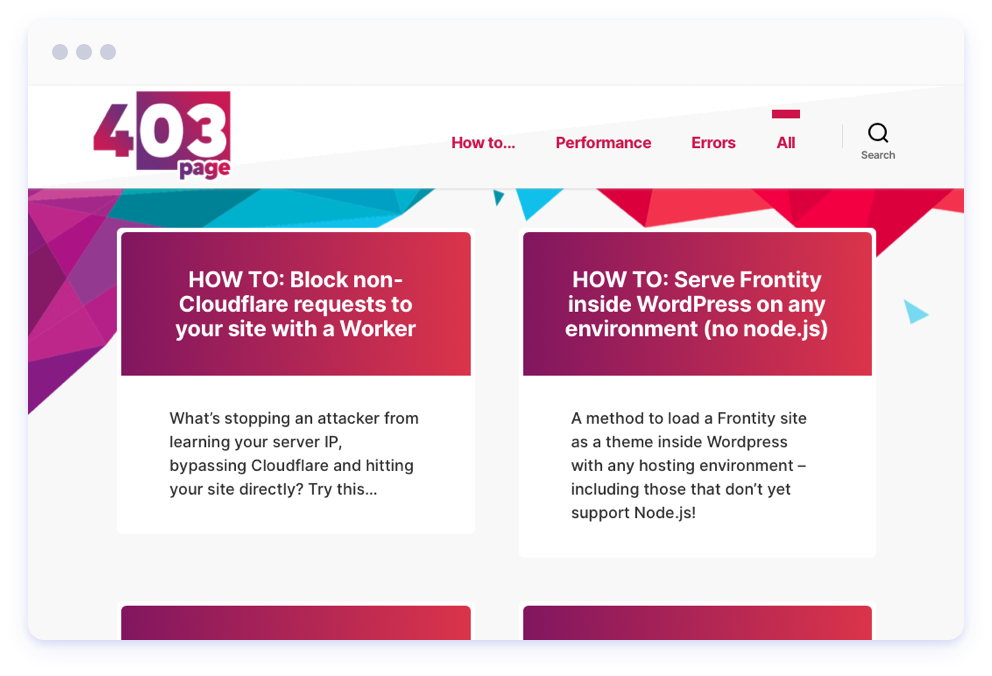 403
page
How to...
Performance
Errors
All
Search
HOW TO: Block non-
Cloudflare requests to
your site with a Worker
What’s stopping an attacker from
learning your server IP,
bypassing Cloudflare and hitting
your site directly? Try this...
HOW TO: Serve Frontity
inside WordPress on any
environment (no node.js)
A method to load a Frontity site
as a theme inside Wordpress
with any hosting environment –
including those that don’t yet
support Node.js!